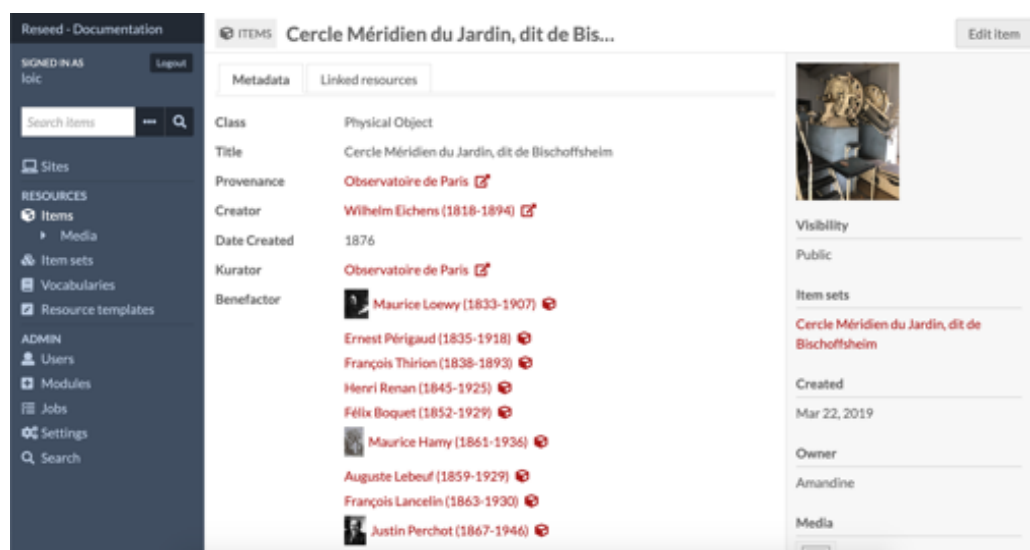 Reseed - Documentation
SIGNED IN AS
loic
Logout
Search items
Sites
RESOURCES
Items
Media
Item sets
Vocabularies
Resource templates
ADMIN
Users
Modules
Jobs
Settings
Search
ITEMS Cercle Méridien du Jardin, dit de Bis...
Edit item
Metadata Linked resources
Class Physical Object
Title Cercle Méridien du Jardin, dit de Bischoffsheim
Provenance Observatoire de Paris
Creator Wilhelm Eichens (1818-1894)
Date Created 1876
Kurator Observatoire de Paris
Benefactor Maurice Loewy (1833-1907)
Ernest Périgaud (1835-1918)
François Thirion (1838-1893)
Henri Renan (1845-1925)
Félix Boquet (1852-1929)
Maurice Hamy (1861-1936)
Auguste Lebeuf (1859-1929)
François Lancelin (1863-1930)
Justin Perchot (1867-1946)
Visibility
Public
Item sets
Cercle Méridien du Jardin, dit de
Bischoffsheim
Created
Mar 22, 2019
Owner
Amandine
Media